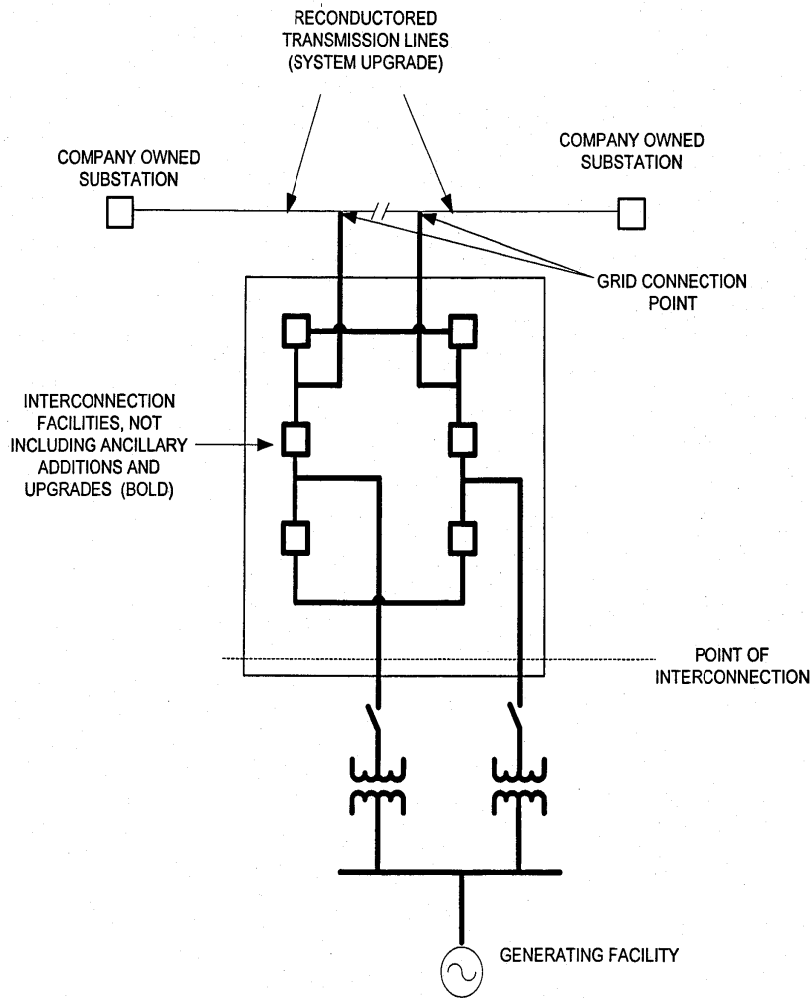 RECONDUCTORED
TRANSMISSION LINES
(SYSTEM UPGRADE)
COMPANY OWNED
SUBSTATION
COMPANY OWNED
SUBSTATION
GRID CONNECTION
POINT
INTERCONNECTION
FACILITIES, NOT
INCLUDING ANCILLARY
ADDITIONS AND
UPGRADES (BOLD)
POINT OF
INTERCONNECTION
GENERATING FACILITY